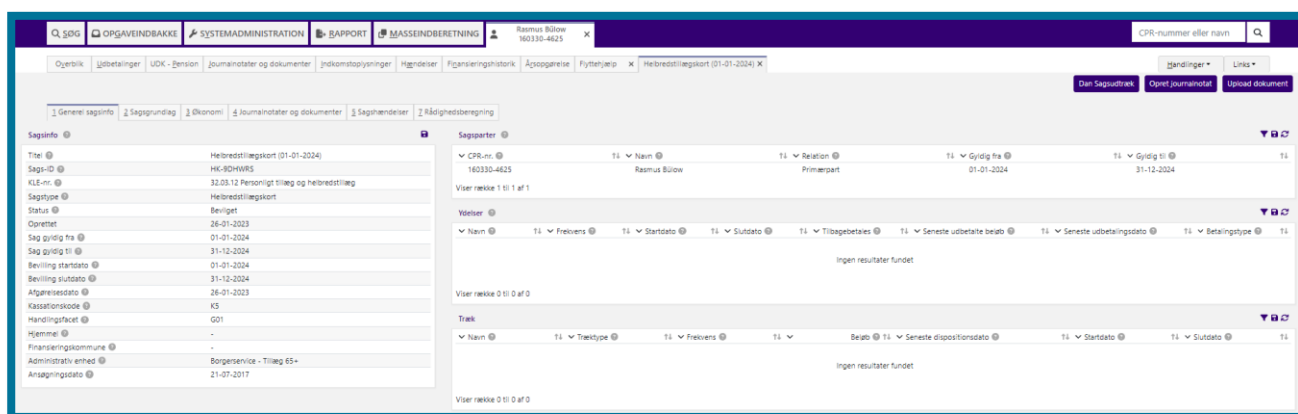 SØG OPGAVEINDBAKKE SYSTEMADMINISTRATION RAPPORT MASSEINDBERETNING Rasmus Bülow 160330-4625 × CPR-nummer eller navn
Overblik Udbetalinger UDK - Pension Journalnotater og dokumenter Indkomstoplysninger Hændelser Finansieringshistorik Årsopgørelse Flyttehjælp × Helbredstillægskort (01-01-2024) × Handlinger Links
Dan Sagsudtræk Opret journalnotat Upload dokument
1 Generel sagsinfo 2 Sagsgrundlag 3 Økonomi 4 Journalnotater og dokumenter 5 Sagshændelser 7 Rådighedsberegning
Sagsinfo
Titel Helbredstillægskort (01-01-2024)
Sags-ID HK-9DHWRS
KLE-nr. 32.03.12 Personligt tillæg og helbredstillæg
Sagstype Helbredstillægskort
Status Bevilget
Oprettet 26-01-2023
Sag gyldig fra 01-01-2024
Sag gyldig til 31-12-2024
Bevilling startdato 01-01-2024
Bevilling slutdato 31-12-2024
Afgørelsesdato 26-01-2023
Kassationskode K5
Handlingsfacet G01
Hjemmel -
Finansieringskommune -
Administrativ enhed Borgerservice - Tillæg 65+
Ansøgningsdato 21-07-2017
Sagsparter
CPR-nr. Navn Relation Gyldig fra Gyldig til
160330-4625 Rasmus Bülow Primærpart 01-01-2024 31-12-2024
Viser række 1 til 1 af 1
Ydelser
Navn Frekvens Startdato Slutdato Tilbagebetales Seneste udbetalte beløb Seneste udbetalingsdato Betalingstype
Ingen resultater fundet
Viser række 0 til 0 af 0
Træk
Navn Træktype Frekvens Beløb Seneste dispositionsdato Startdato Slutdato
Ingen resultater fundet
Viser række 0 til 0 af 0